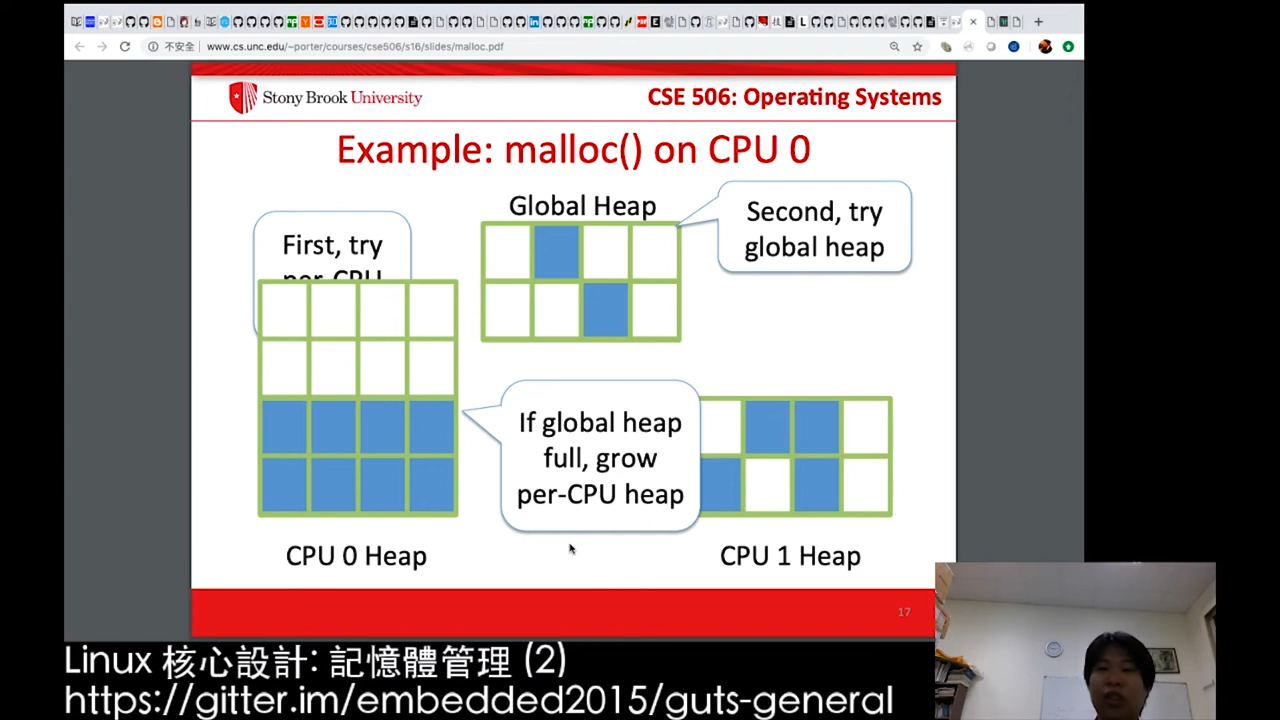 不安全
www.cs.unc.edu/~porter/courses/cse506/s16/slides/malloc.pdf
Stony Brook University
CSE 506: Operating Systems
Example: malloc() on CPU 0
Global Heap
First, try
per-CPU
Second, try
global heap
If global heap
full, grow
per-CPU heap
CPU 0 Heap
CPU 1 Heap
17
Linux 核心設計: 記憶體管理 (2)
https://gitter.im/embedded2015/guts-general